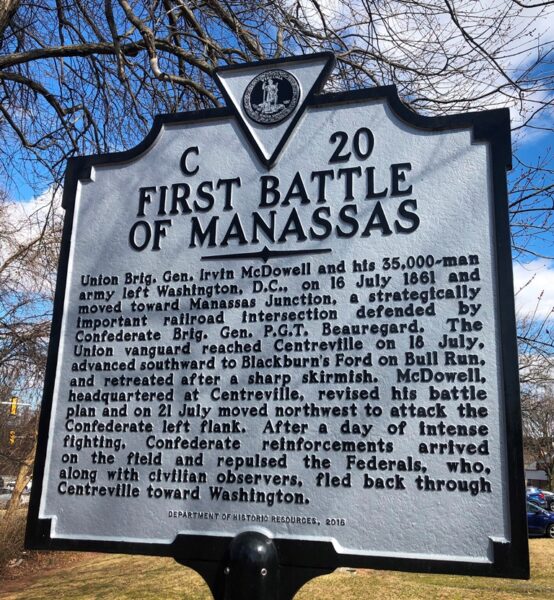 C 20
FIRST BATTLE
OF MANASSAS
Union Brig. Gen. Irvin McDowell and his 35,000-man
army left Washington, D.C., on 16 July 1861 and
moved toward Manassas Junction, a strategically
important railroad intersection defended by
Confederate Brig. Gen. P.G.T. Beauregard. The
Union vanguard reached Centreville on 18 July,
advanced southward to Blackburn's Ford on Bull Run,
and retreated after a sharp skirmish. McDowell,
headquartered at Centreville, revised his battle
plan and on 21 July moved northwest to attack the
Confederate left flank. After a day of intense
fighting, Confederate reinforcements arrived
on the field and repulsed the Federals, who,
along with civilian observers, fled back through
Centreville toward Washington.
DEPARTMENT OF HISTORIC RESOURCES, 2016